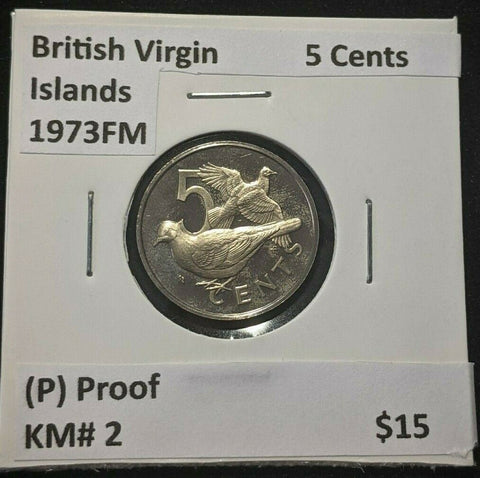 British Virgin
Islands
1973FM
5 Cents
5
CENTS
(P) Proof
KM# 2
$15